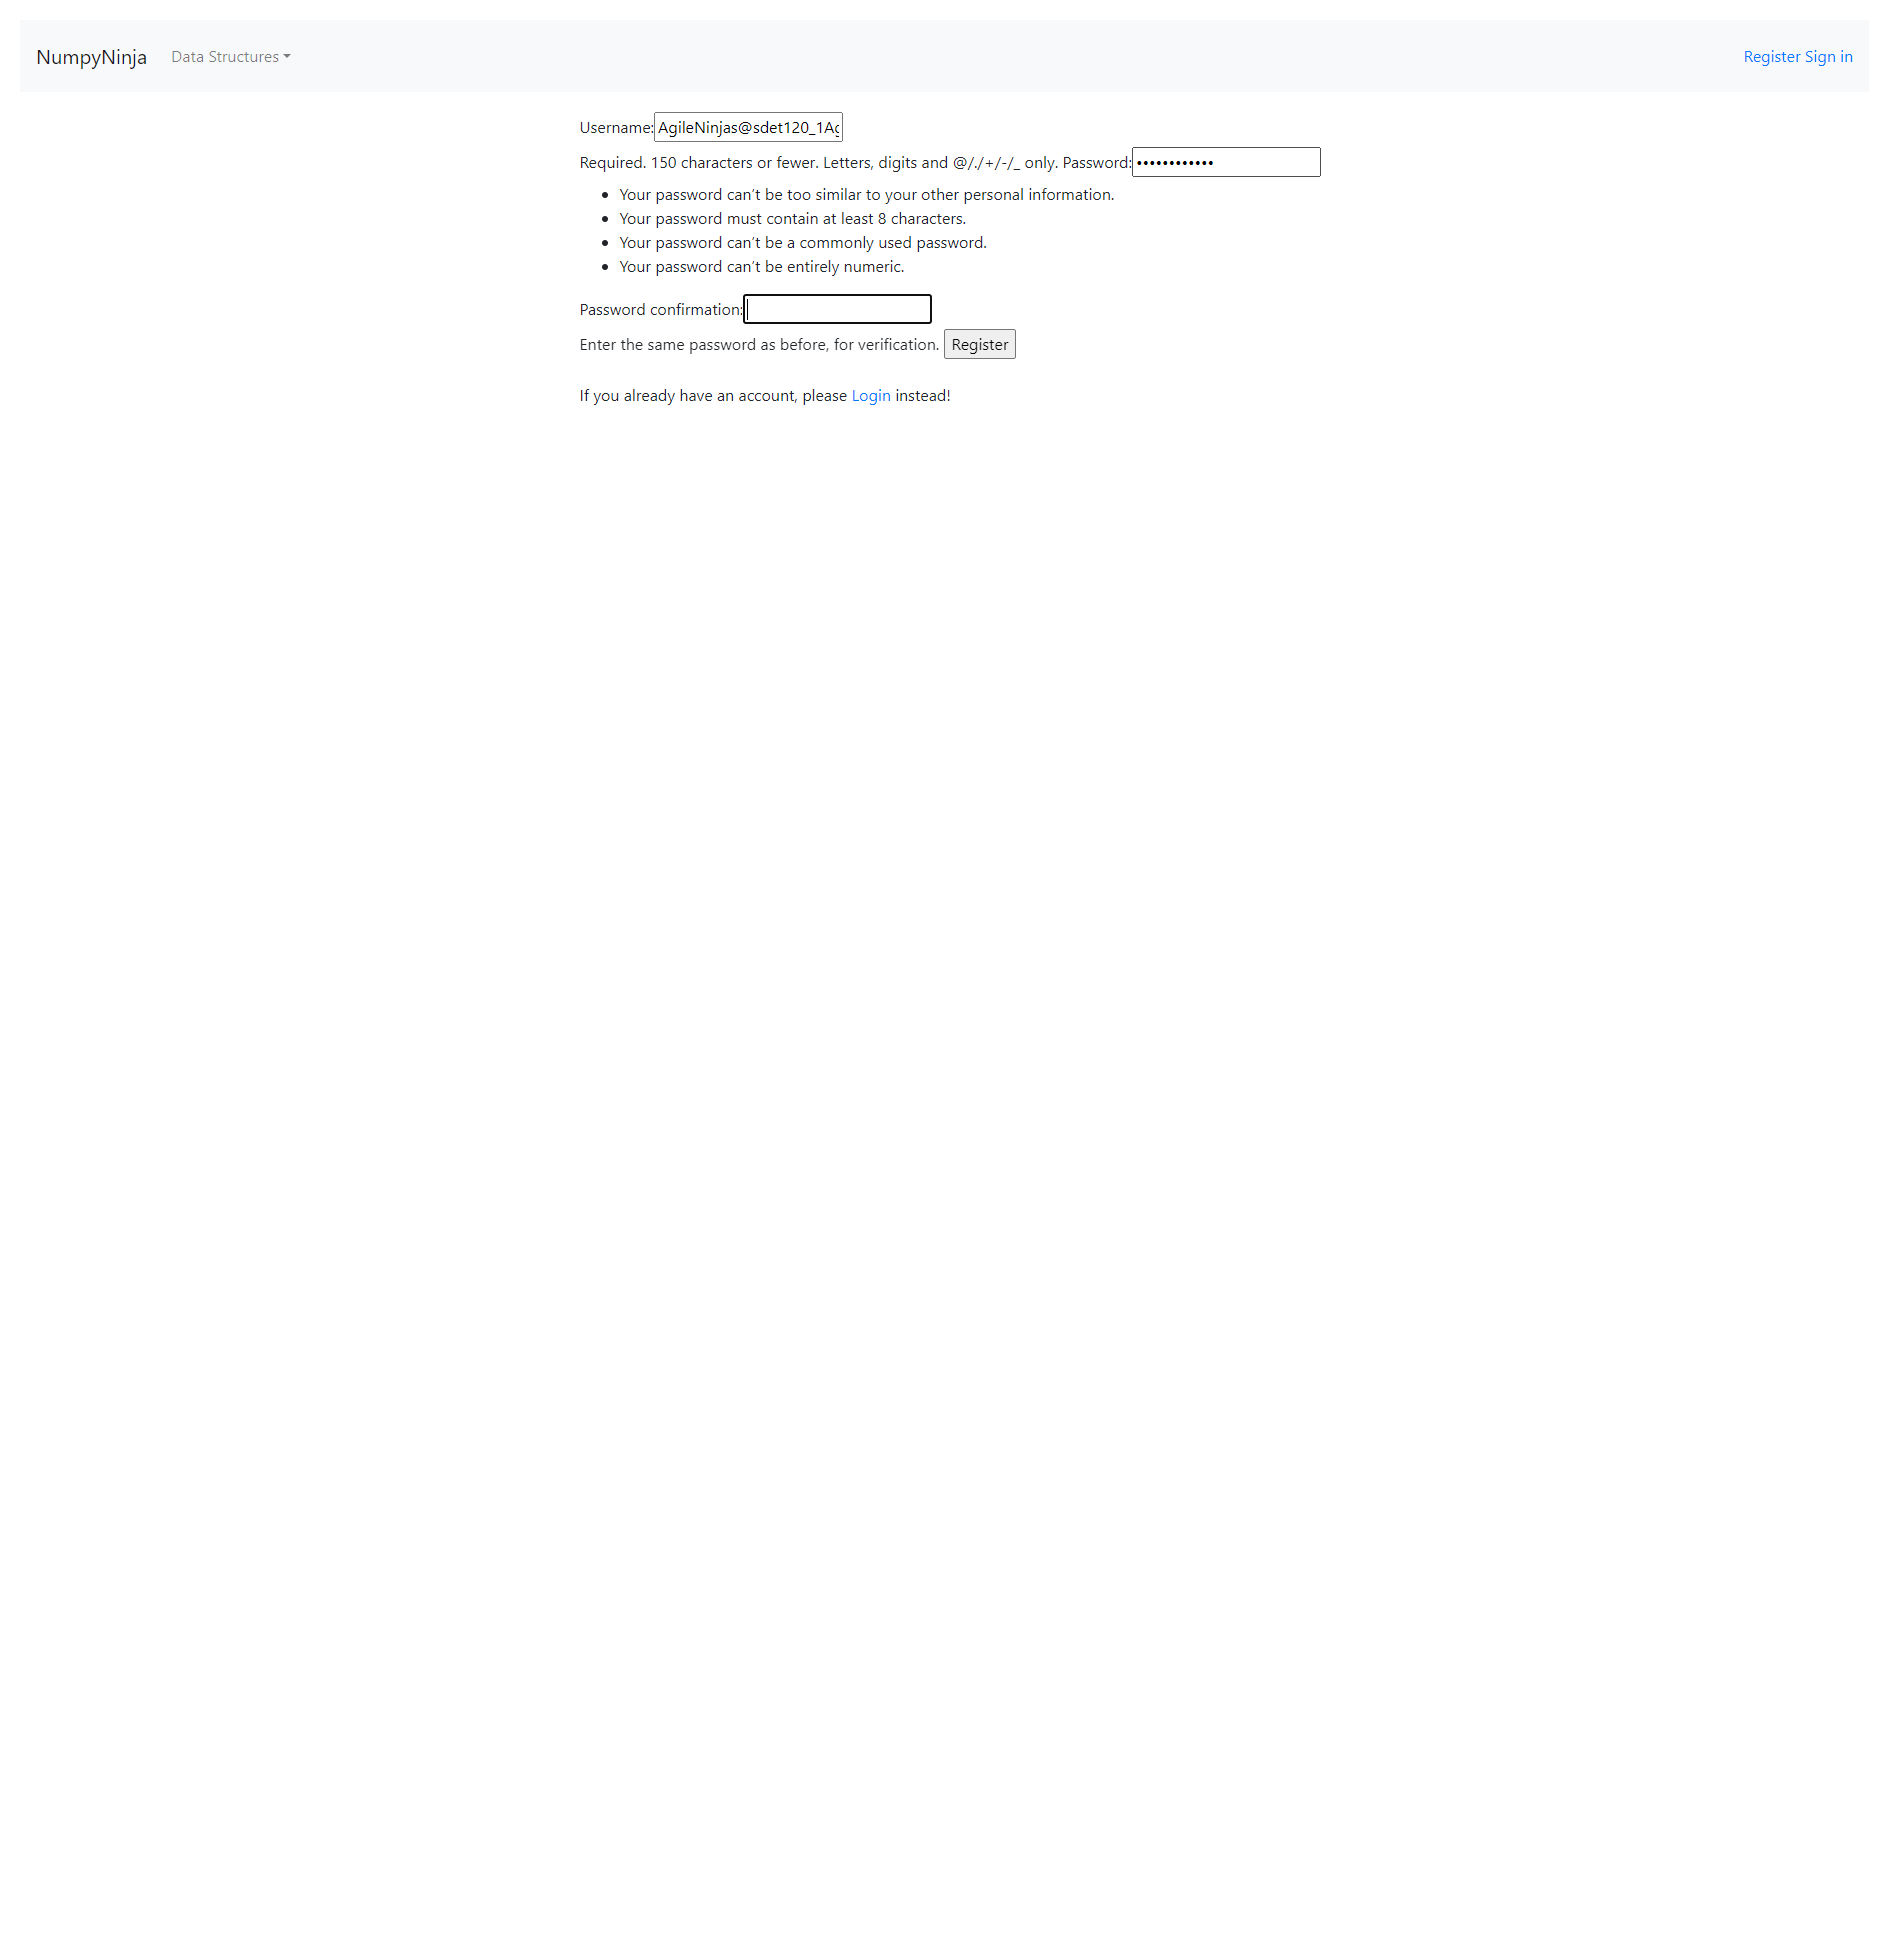 NumpyNinja Data Structures Register Sign in
Username: AgileNinjas@sdet120_1
Required. 150 characters or fewer. Letters, digits and @/./+/-/_ only. Password: ••••••••••••
• Your password can't be too similar to your other personal information.
• Your password must contain at least 8 characters.
• Your password can't be a commonly used password.
• Your password can't be entirely numeric.
Password confirmation:
Enter the same password as before, for verification. Register
If you already have an account, please Login instead!